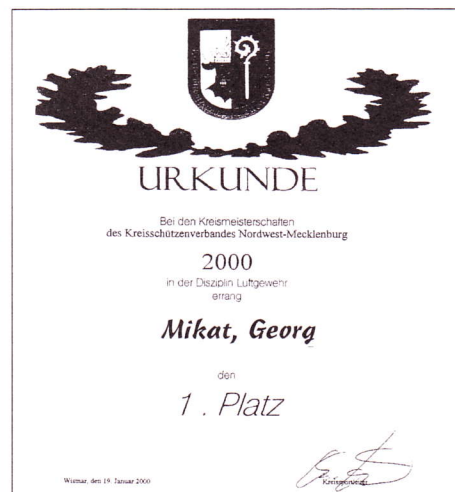 URKUNDE
Bei den Kreismeisterschaften
des Kreisschützenverbandes Nordwest-Mecklenburg
2000
in der Disziplin Luftgewehr
errang
Mikat, Georg
den
1. Platz
Wismar, den 19. Januar 2000